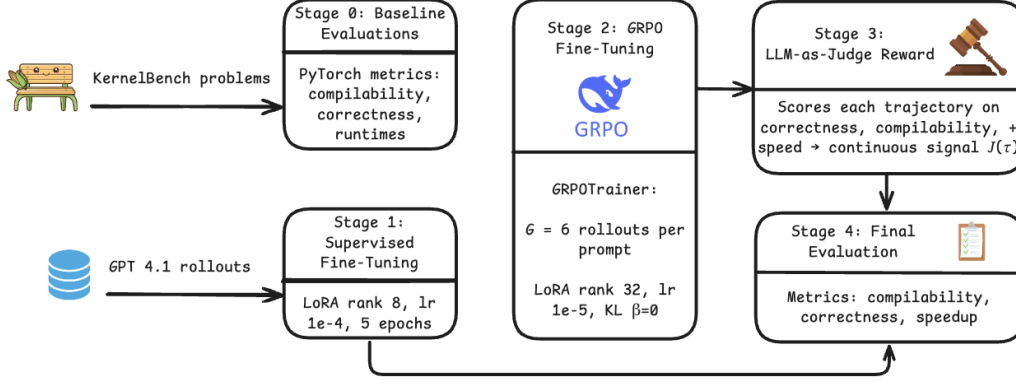 KernelBench problems
Stage 0: Baseline
Evaluations
PyTorch metrics:
compilability,
correctness,
runtimes
GPT 4.1 rollouts
Stage 1:
Supervised
Fine-Tuning
LoRA rank 8, lr
1e-4, 5 epochs
Stage 2: GRPO
Fine-Tuning
GRPO
GRPOTrainer:
G = 6 rollouts per
prompt
LoRA rank 32, lr
1e-5, KL β=0
Stage 3:
LLM-as-Judge Reward
Scores each trajectory on
correctness, compilability, +
speed → continuous signal J(τ)
Stage 4: Final
Evaluation
Metrics: compilability,
correctness, speedup